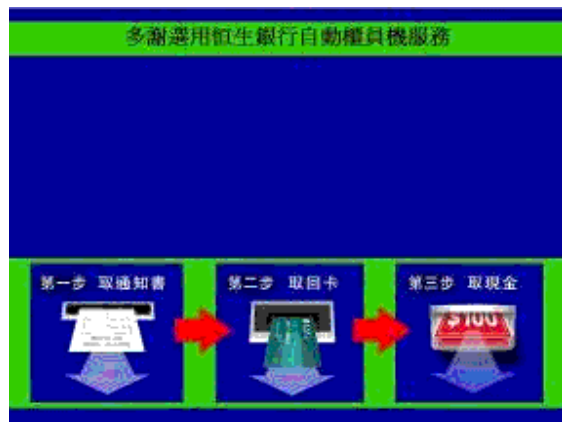 多謝選用恒生銀行自動櫃員機服務
第一步 取通知書
第二步 取回卡
第三步 取現金
$100